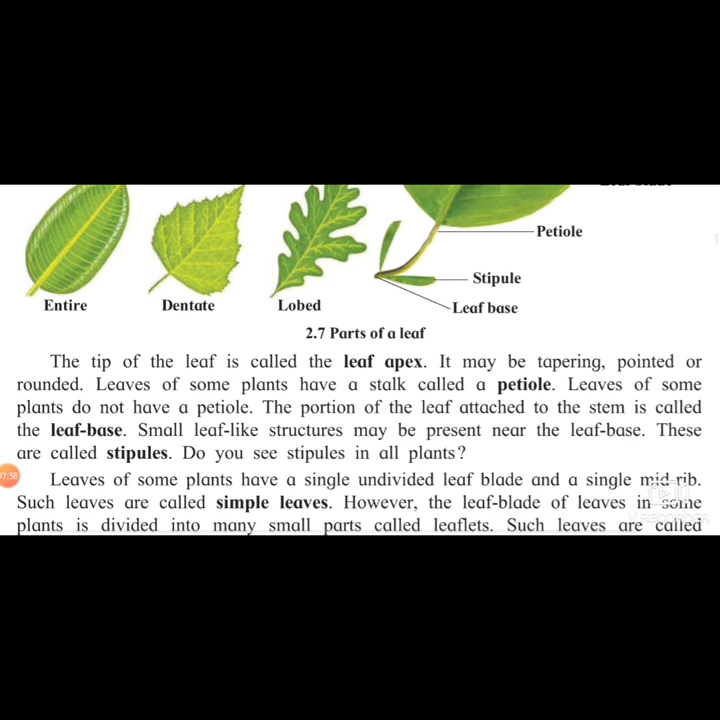 Petiole
Stipule
Leaf base
Entire
Dentate
Lobed
2.7 Parts of a leaf
The tip of the leaf is called the leaf apex. It may be tapering, pointed or
rounded. Leaves of some plants have a stalk called a petiole. Leaves of some
plants do not have a petiole. The portion of the leaf attached to the stem is called
the leaf-base. Small leaf-like structures may be present near the leaf-base. These
are called stipules. Do you see stipules in all plants?
07:38
Leaves of some plants have a single undivided leaf blade and a single mid-rib.
Such leaves are called simple leaves. However, the leaf-blade of leaves in some
plants is divided into many small parts called leaflets. Such leaves are called
V RECORDER